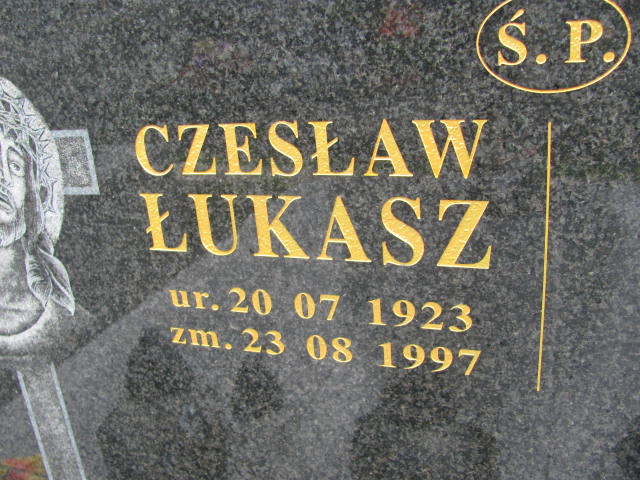 Ś. P.
CZESŁAW
ŁUKASZ
ur. 20 07 1923
zm. 23 08 1997